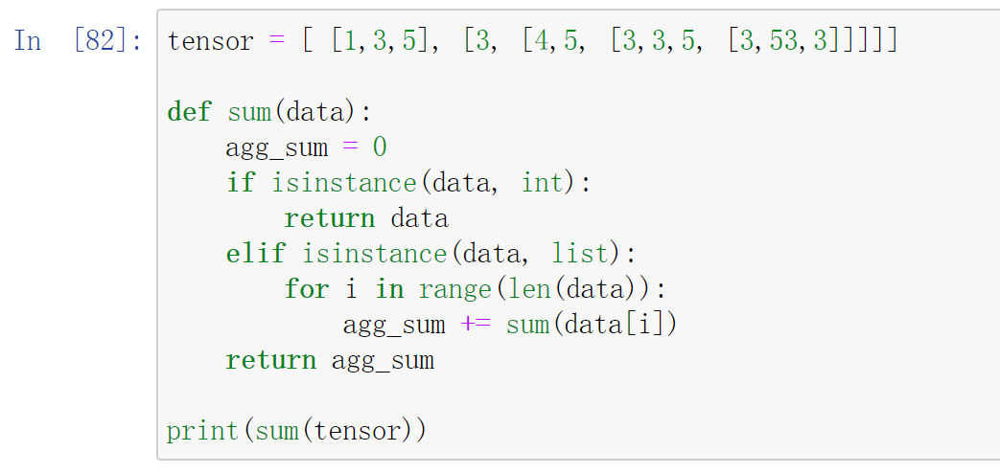 In [82]: tensor = [ [1,3,5], [3, [4,5, [3,3,5, [3,53,3]]]]]

def sum(data):
    agg_sum = 0
    if isinstance(data, int):
        return data
    elif isinstance(data, list):
        for i in range(len(data)):
            agg_sum += sum(data[i])
    return agg_sum

print(sum(tensor))